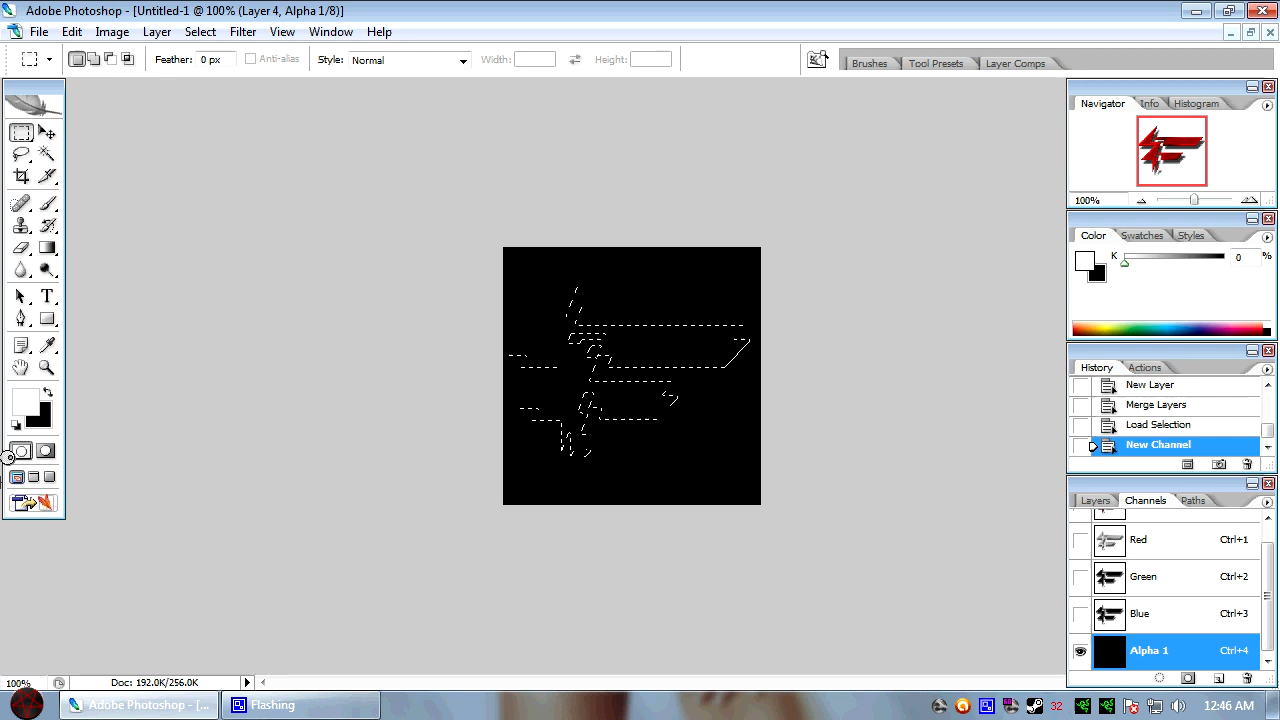 Adobe Photoshop - [Untitled-1 @ 100% (Layer 4, Alpha 1/8)]
File Edit Image Layer Select Filter View Window Help
Feather: 0 px Anti-alias Style: Normal Width: Height:
Brushes Tool Presets Layer Comps
Navigator Info Histogram
100%
Color Swatches Styles
K 0 %
History Actions
New Layer
Merge Layers
Load Selection
New Channel
Layers Channels Paths
Red Ctrl+1
Green Ctrl+2
Blue Ctrl+3
Alpha 1 Ctrl+4
T
100% Doc: 192.0K/256.0K
Adobe Photoshop - [... Flashing 32 12:46 AM